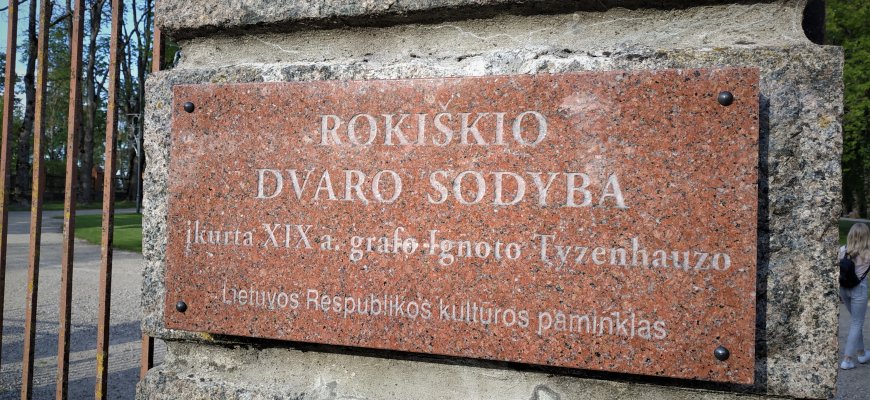 ROKIŠKIO
DVARO SODYBA
įkurta XIX a. grafo Ignoto Tyzenhauzo
Lietuvos Respublikos kultūros paminklas